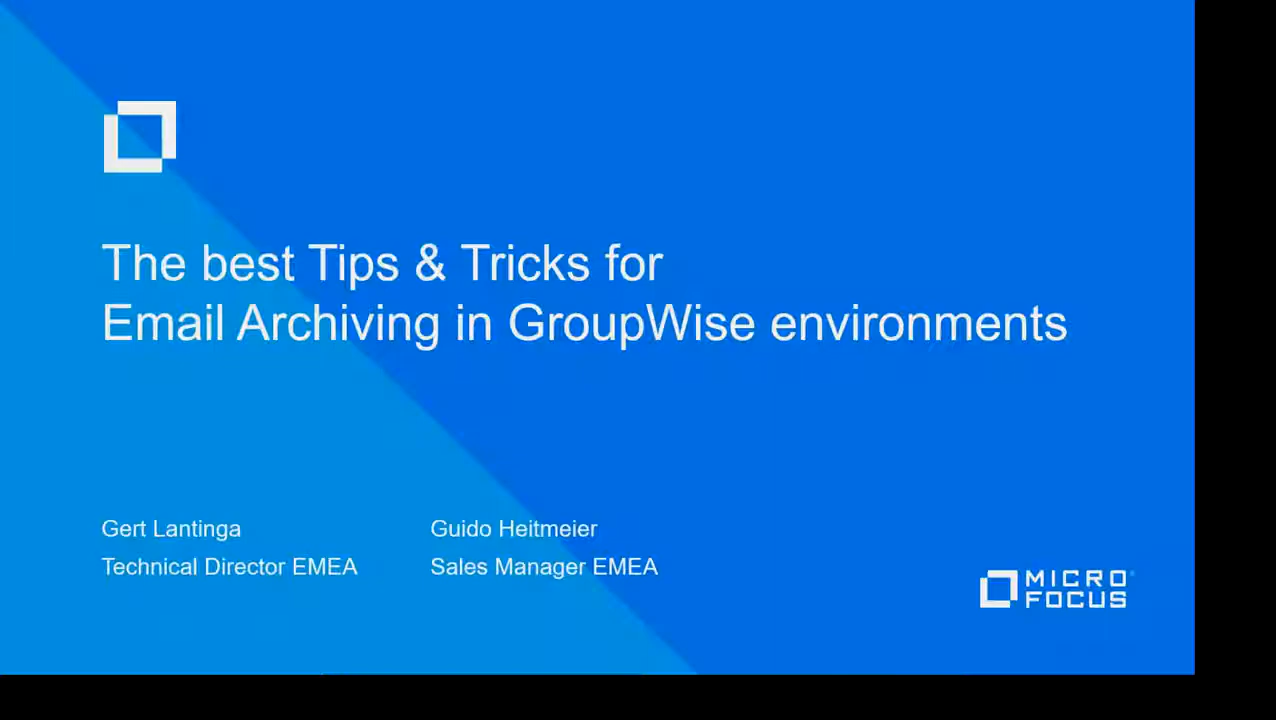 The best Tips & Tricks for
Email Archiving in GroupWise environments
Gert Lantinga
Technical Director EMEA
Guido Heitmeier
Sales Manager EMEA
MICRO
FOCUS